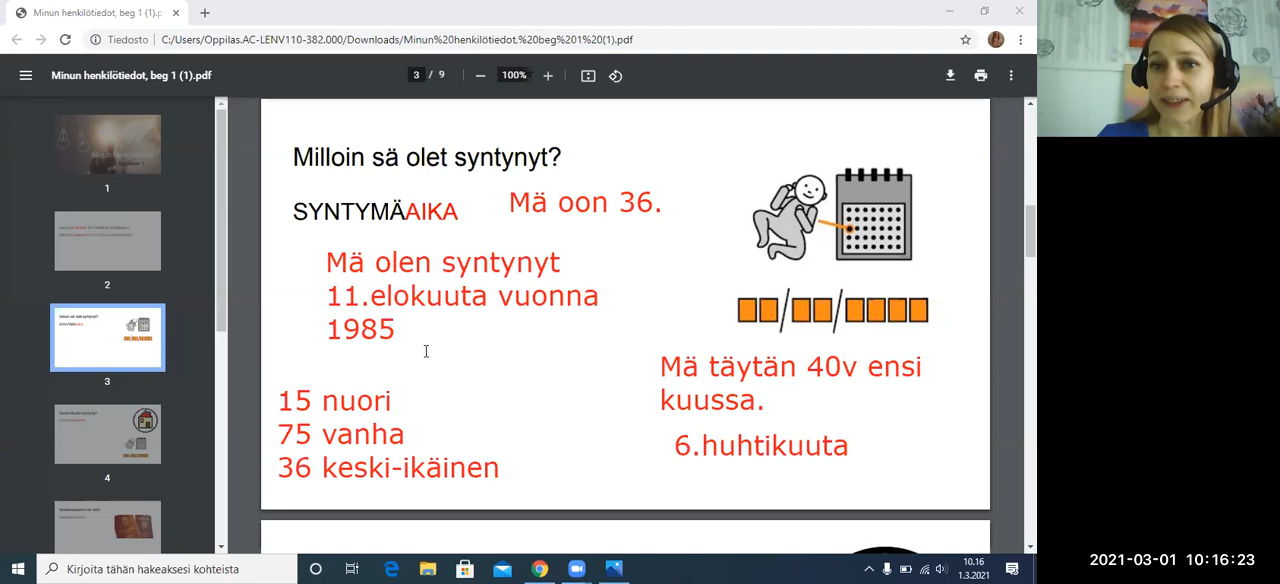 Minun henkilötiedot, beg 1 (1).p
Tiedosto
C:/Users/Oppilas.AC-LENV110-382.000/Downloads/Minun%20henkilötiedot,%20beg%201%20(1).pdf
Minun henkilötiedot, beg 1 (1).pdf
3 / 9
100%
Milloin sä olet syntynyt?
SYNTYMÄAIKA
Mä oon 36.
Mä olen syntynyt
11.elokuuta vuonna
1985
15 nuori
75 vanha
36 keski-ikäinen
Mä täytän 40v ensi
kuussa.
6.huhtikuuta
1
2
3
4
Kirjoita tähän hakeaksesi kohteista
10.16
1.3.2021
2021-03-01 10:16:23